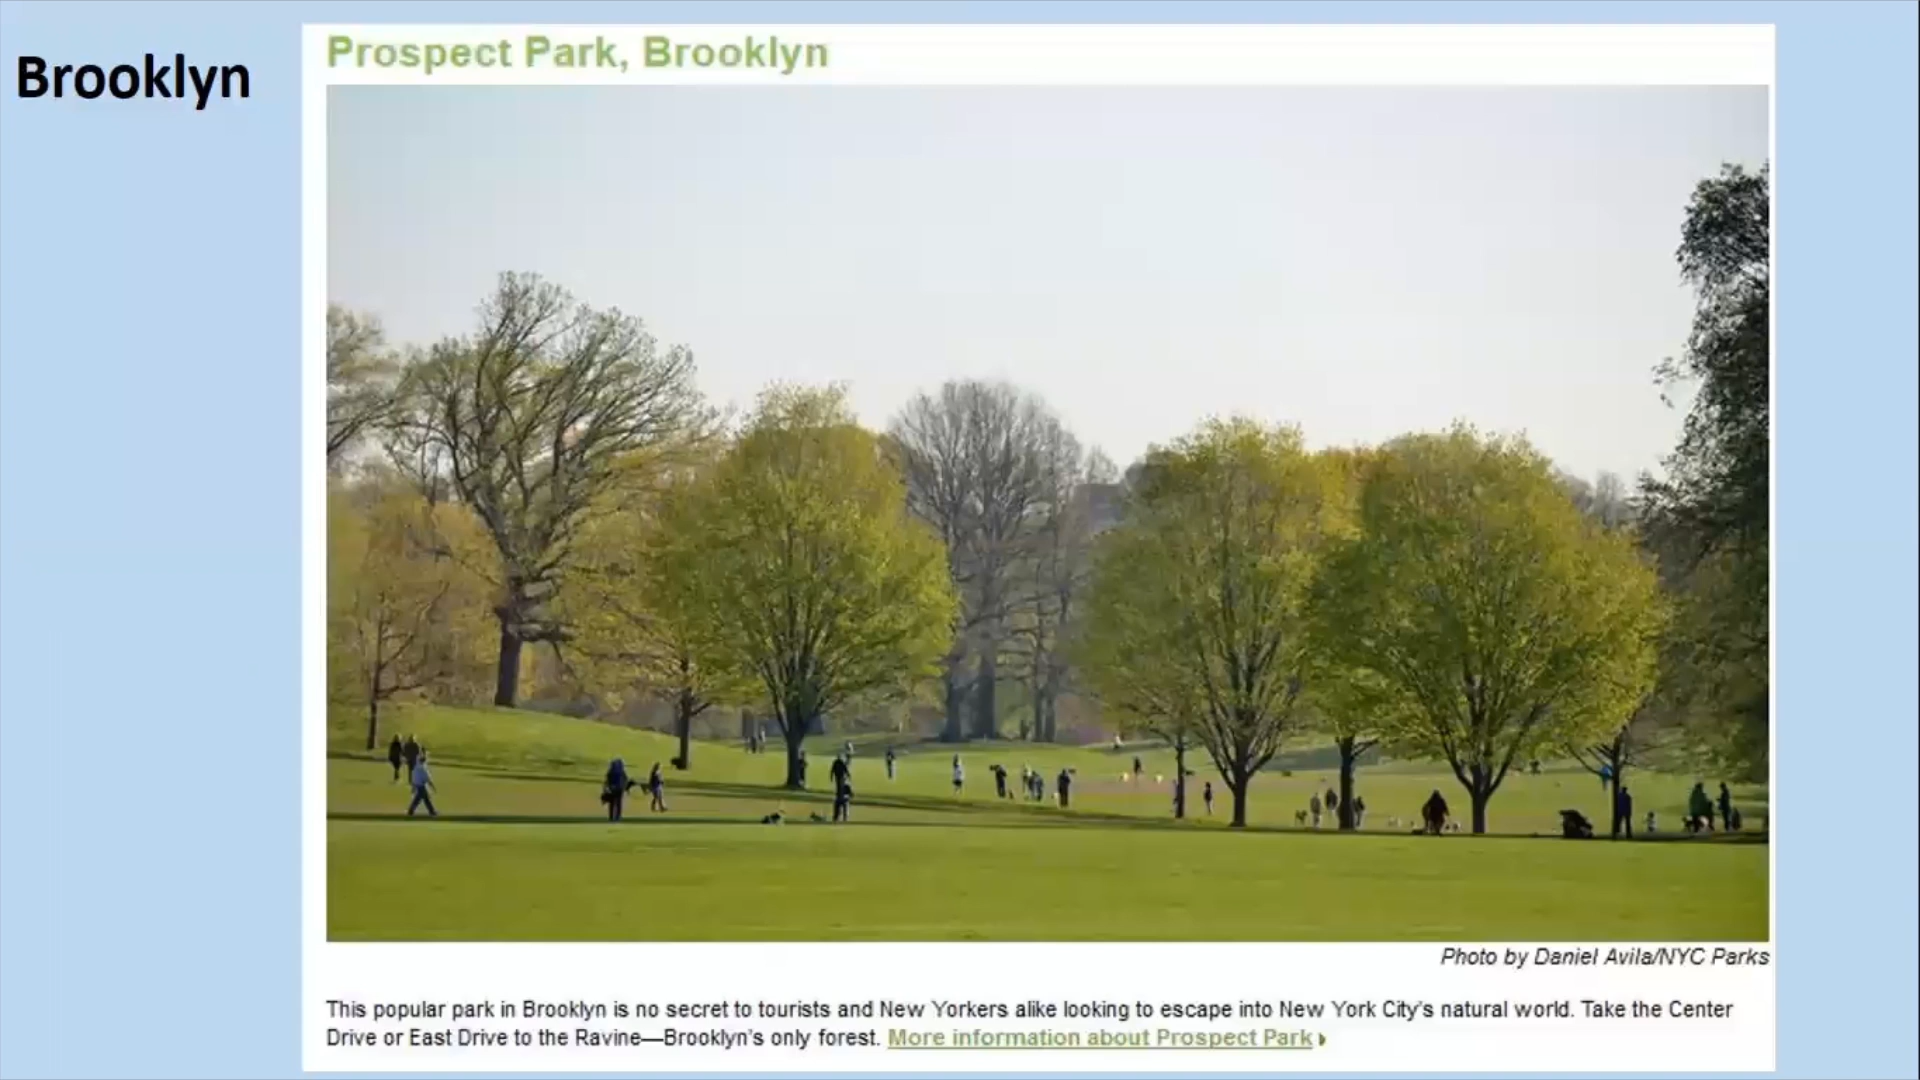 Brooklyn
Prospect Park, Brooklyn
Photo by Daniel Avila/NYC Parks
This popular park in Brooklyn is no secret to tourists and New Yorkers alike looking to escape into New York City's natural world. Take the Center
Drive or East Drive to the Ravine—Brooklyn's only forest. More information about Prospect Park